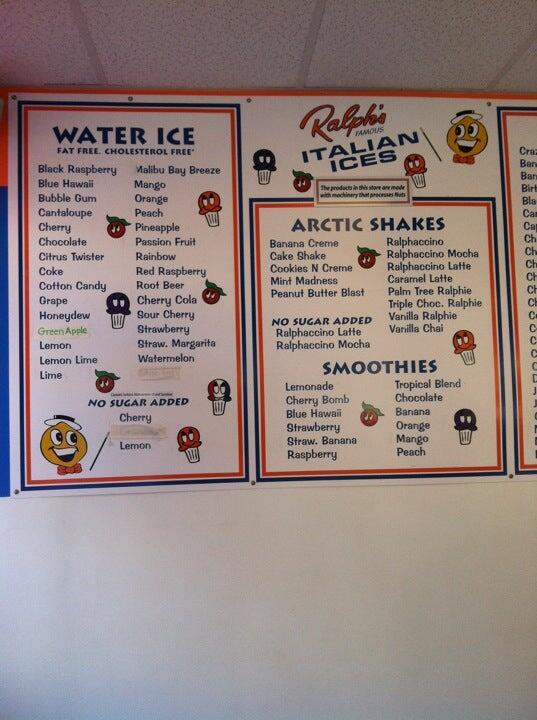 WATER ICE
FAT FREE. CHOLESTEROL FREE*
Black Raspberry
Blue Hawaii
Bubble Gum
Cantaloupe
Cherry
Chocolate
Citrus Twister
Coke
Cotton Candy
Grape
Honeydew
Green Apple
Lemon
Lemon Lime
Lime
Malibu Bay Breeze
Mango
Orange
Peach
Pineapple
Passion Fruit
Rainbow
Red Raspberry
Root Beer
Cherry Cola
Sour Cherry
Strawberry
Straw. Margarita
Watermelon
NO SUGAR ADDED
Cherry
Lemon
Ralph's
FAMOUS
ITALIAN
ICES
The products in this store are made
with machinery that processes Nuts
ARCTIC SHAKES
Banana Creme
Cake Shake
Cookies N Creme
Mint Madness
Peanut Butter Blast
NO SUGAR ADDED
Ralphaccino Latte
Ralphaccino Mocha
Ralphaccino
Ralphaccino Mocha
Ralphaccino Latte
Caramel Latte
Palm Tree Ralphie
Triple Choc. Ralphie
Vanilla Ralphie
Vanilla Chai
SMOOTHIES
Lemonade
Cherry Bomb
Blue Hawaii
Strawberry
Straw. Banana
Raspberry
Tropical Blend
Chocolate
Banana
Orange
Mango
Peach